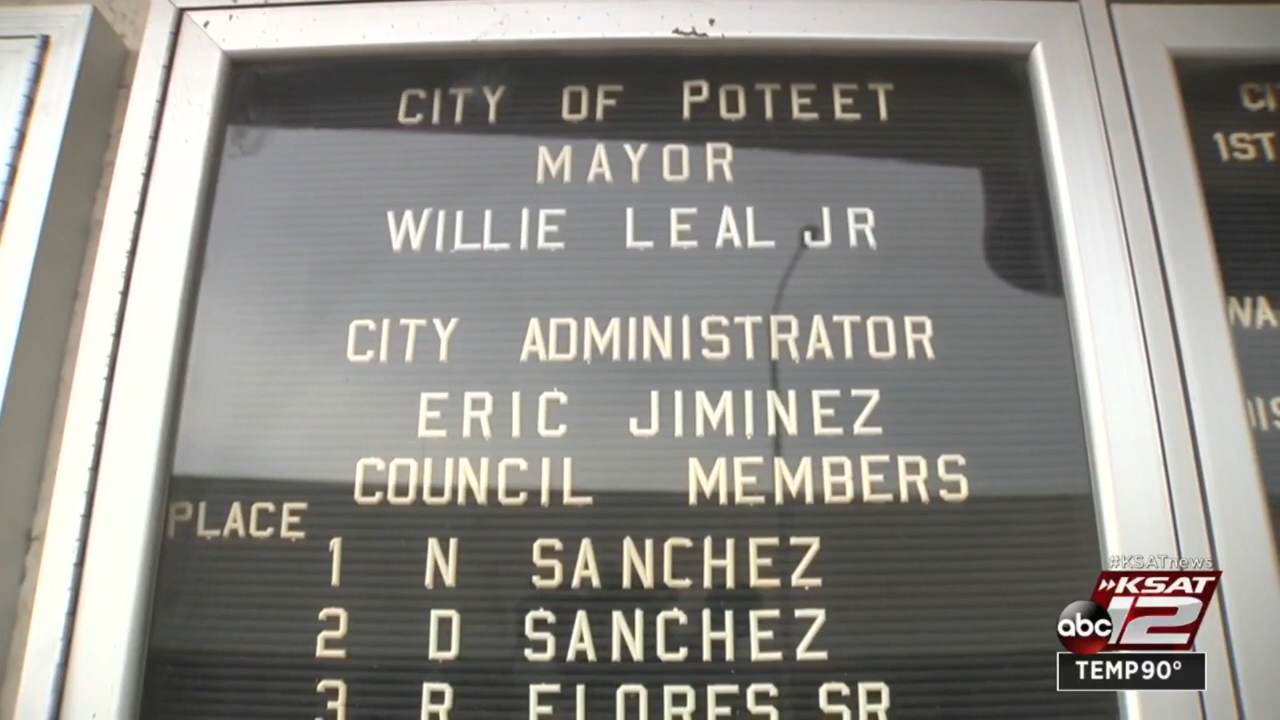 CITY OF POTEET
MAYOR
WILLIE LEAL JR
CITY ADMINISTRATOR
ERIC JIMINEZ
COUNCIL MEMBERS
PLACE
1 N SANCHEZ
2 D SANCHEZ
3 R FLORES SR
1ST
#KSATnews
KSAT
abc 12
TEMP90°